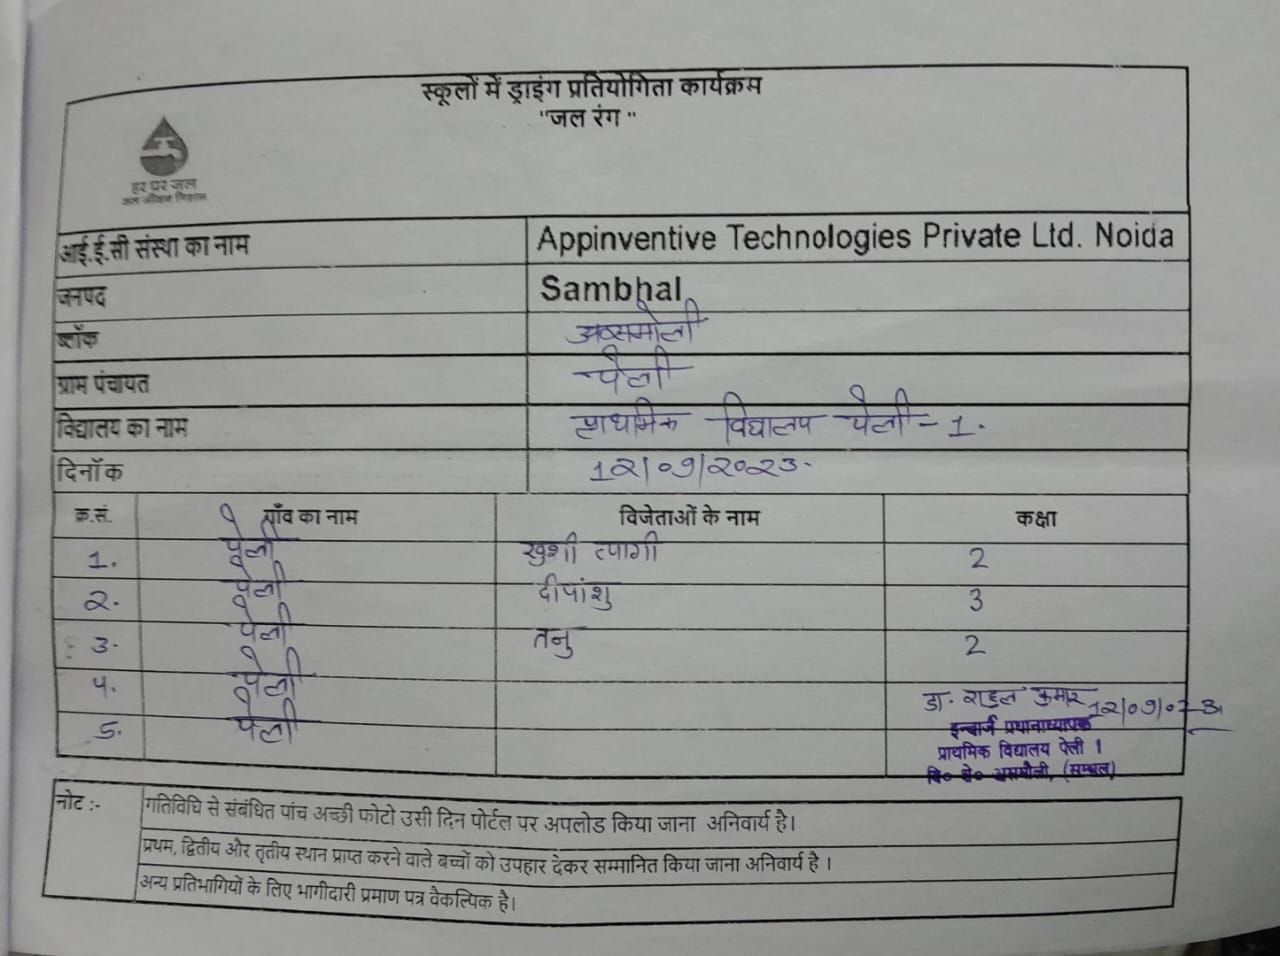 स्कूलों में ड्राइंग प्रतियोगिता कार्यक्रम
"जल रंग "
हर घर जल
जल जीवन मिशन
आई.ई.सी संस्था का नाम Appinventive Technologies Private Ltd. Noida
जनपद Sambhal
ब्लॉक असमोली
ग्राम पंचायत पेली
विद्यालय का नाम प्राथमिक विद्यालय पेली - 1.
दिनॉक 12/09/2023.
क्र.सं. गाँव का नाम विजेताओं के नाम कक्षा
1. पेली खुशी त्यागी 2
2. पेली दीपांशु 3
3. पेली तनु 2
4. पेली
5. पेली
डा. राहुल कुमार 12/09/023
इन्चार्ज प्रधानाध्यापक
प्राथमिक विद्यालय पेली 1
वि० क्षे० असमौली, (सम्भल)
नोट :- गतिविधि से संबंधित पांच अच्छी फोटो उसी दिन पोर्टल पर अपलोड किया जाना अनिवार्य है।
प्रथम, द्वितीय और तृतीय स्थान प्राप्त करने वाले बच्चों को उपहार देकर सम्मानित किया जाना अनिवार्य है ।
अन्य प्रतिभागियों के लिए भागीदारी प्रमाण पत्र वैकल्पिक है।